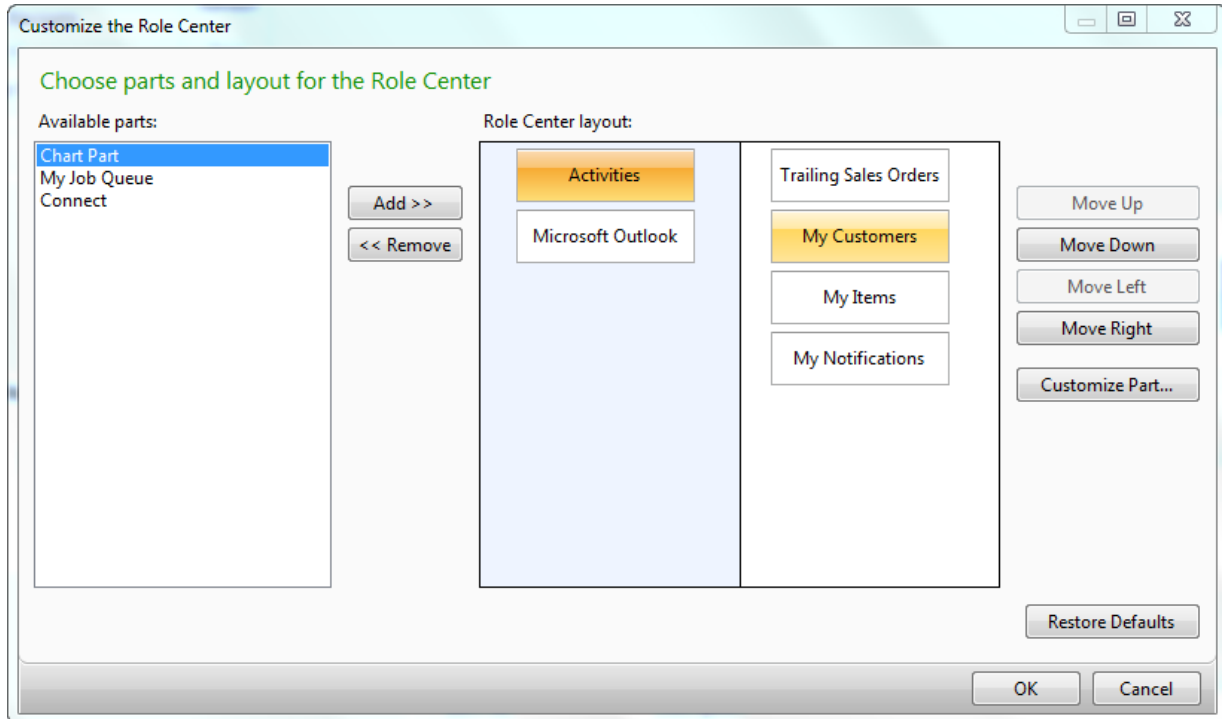 Customize the Role Center
Choose parts and layout for the Role Center
Available parts:
Chart Part
My Job Queue
Connect
Add >>
<< Remove
Role Center layout:
Activities
Microsoft Outlook
Trailing Sales Orders
My Customers
My Items
My Notifications
Move Up
Move Down
Move Left
Move Right
Customize Part...
Restore Defaults
OK
Cancel